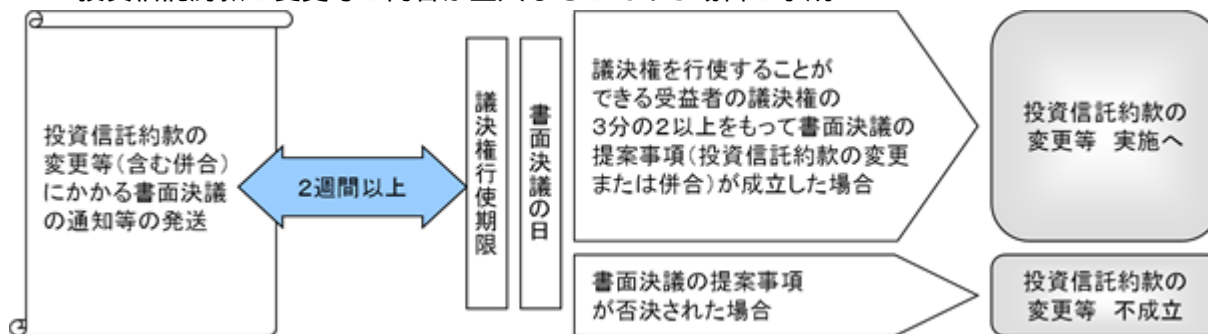 投資信託約款の
変更等(含む併合)
にかかる書面決議
の通知等の発送
2週間以上
議決権行使期限
書面決議の日
議決権を行使することが
できる受益者の議決権の
3分の2以上をもって書面決議の
提案事項(投資信託約款の変更
または併合)が成立した場合
投資信託約款の
変更等 実施へ
書面決議の提案事項
が否決された場合
投資信託約款の
変更等 不成立